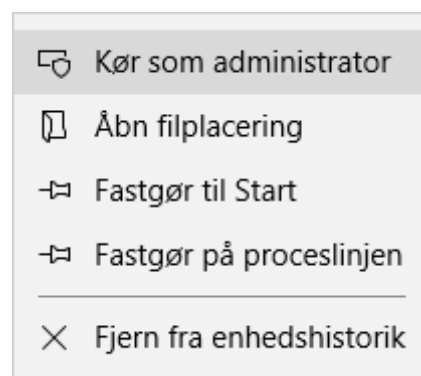 Kør som administrator
Åbn filplacering
Fastgør til Start
Fastgør på proceslinjen
Fjern fra enhedshistorik